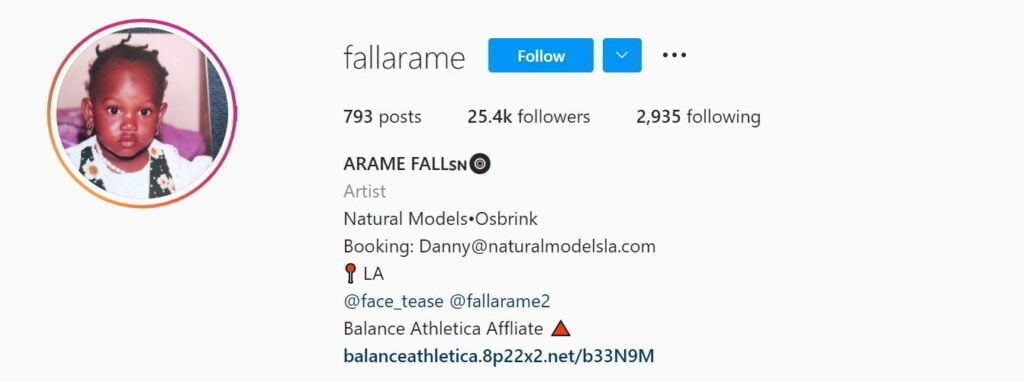 fallarame Follow
793 posts 25.4k followers 2,935 following
ARAME FALLSN
Artist
Natural Models•Osbrink
Booking: Danny@naturalmodelsla.com
LA
@face_tease @fallarame2
Balance Athletica Affliate
balanceathletica.8p22x2.net/b33N9M